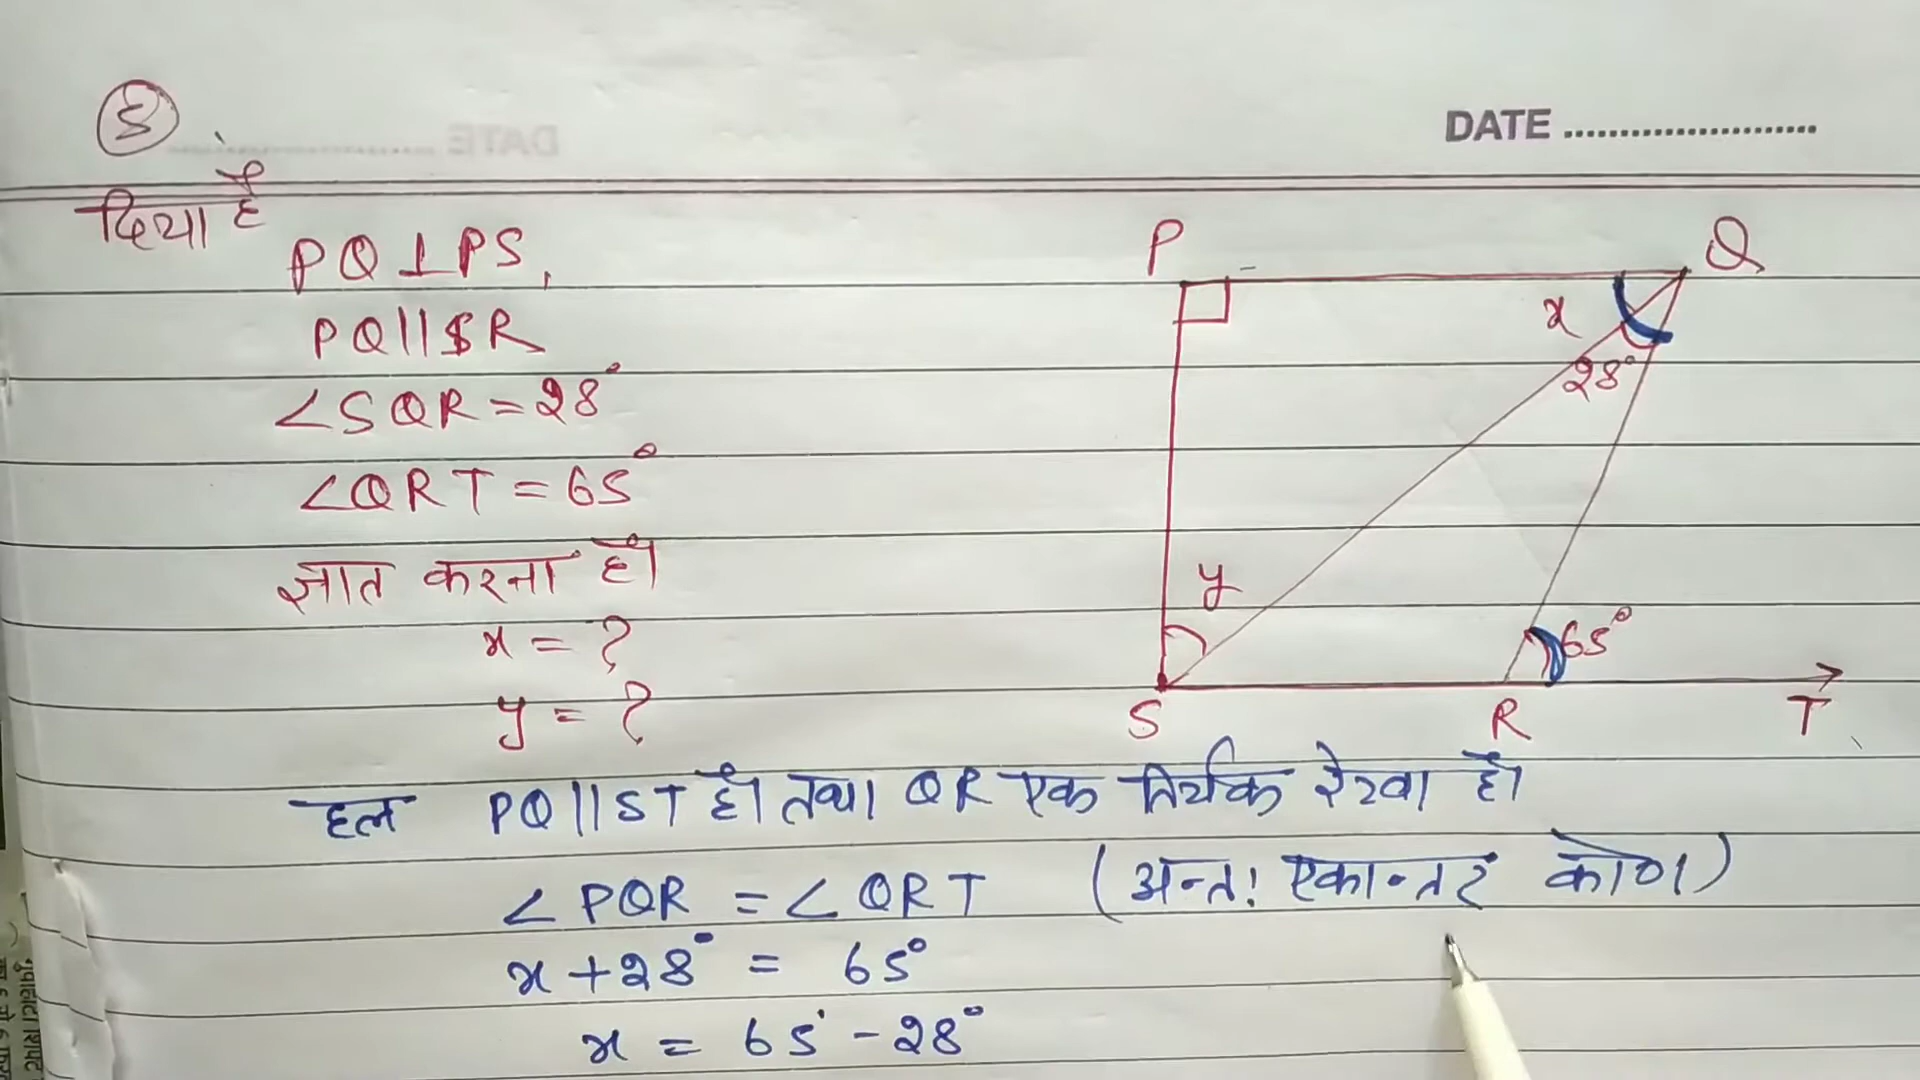 5
DATE ......................
दिया है
PQ⊥PS,
PQ||SR
∠SQR = 28°
∠QRT = 65°
ज्ञात करना है।
x = ?
y = ?
P
Q
x
28°
y
65°
S
R
T
हल PQ||ST है। तथा QR एक तिर्यक रेखा है।
∠PQR = ∠QRT (अन्त: एकान्तर कोण)
x+28° = 65°
x = 65° - 28°